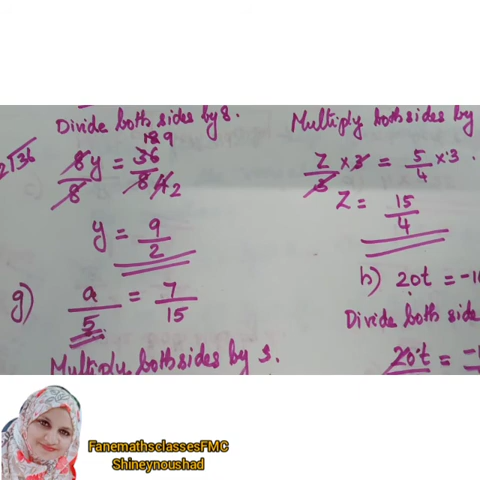 Divide both sides by 8.
2√36
8y/8 = 36/8 18 9 4 2
y = 9/2
g) a/5 = 7/15
Multiply both sides by 5.
Multiply both sides by
z/3 × 3 = 5/4 × 3.
z = 15/4
h) 20t = -10
Divide both side
20t =
FanemathsclassesFMC
Shineynoushad